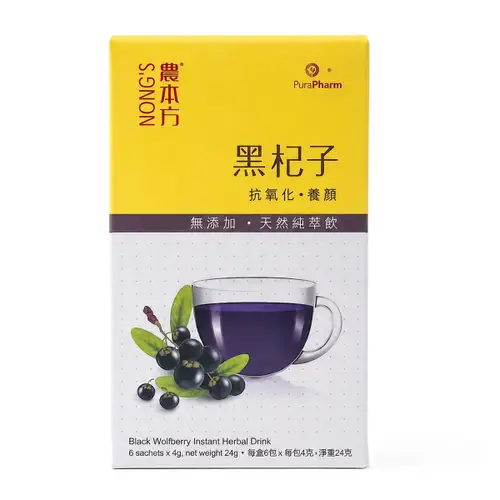 農本方®
NONG'S
PuraPharm
黑杞子
抗氧化・養顏
無添加・天然純萃飲
Black Wolfberry Instant Herbal Drink
6 sachets x 4g, net weight 24g・每盒6包 x 每包4克，淨重24克